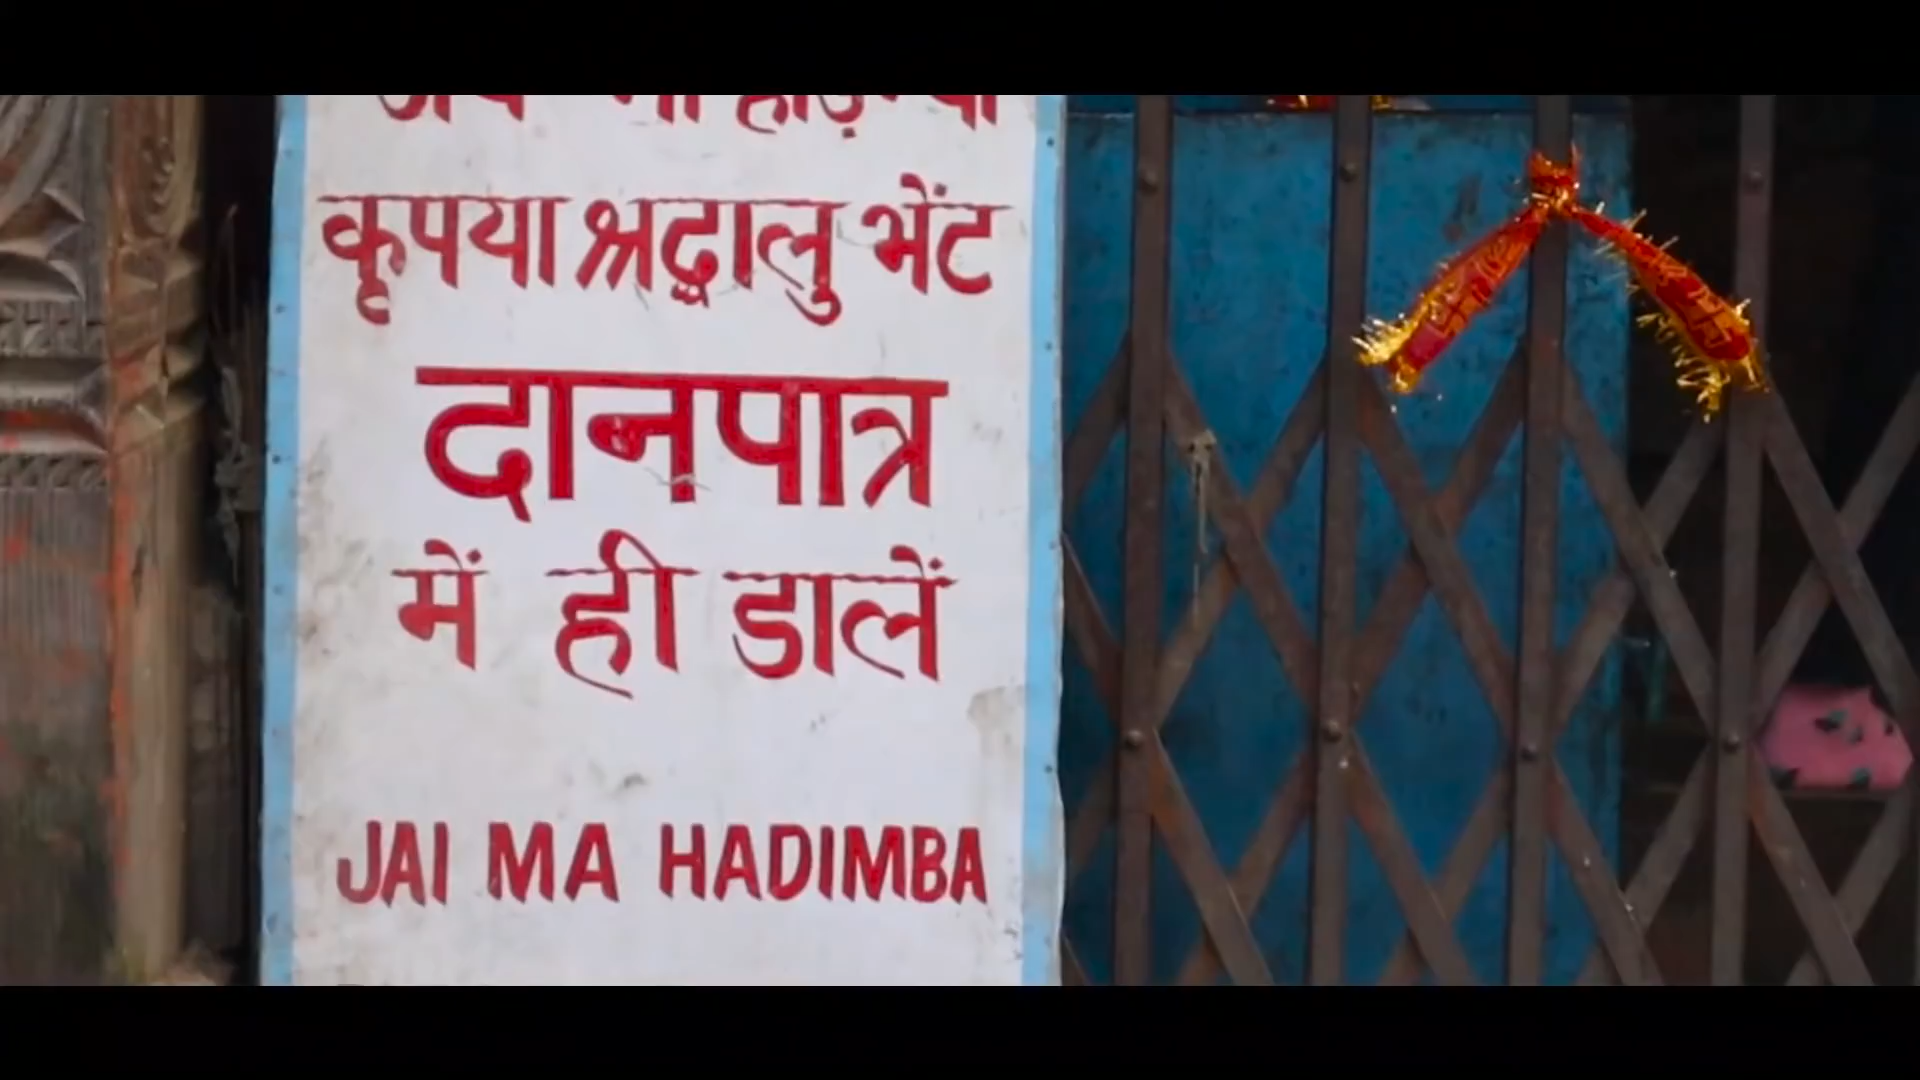 कृपया श्रद्धालु भेंट
दानपात्र
में ही डालें
JAI MA HADIMBA